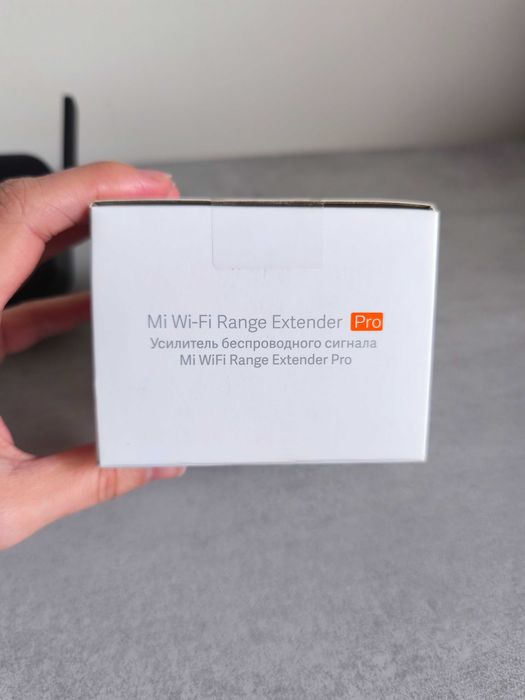 Mi Wi-Fi Range Extender Pro
Усилитель беспроводного сигнала
Mi WiFi Range Extender Pro